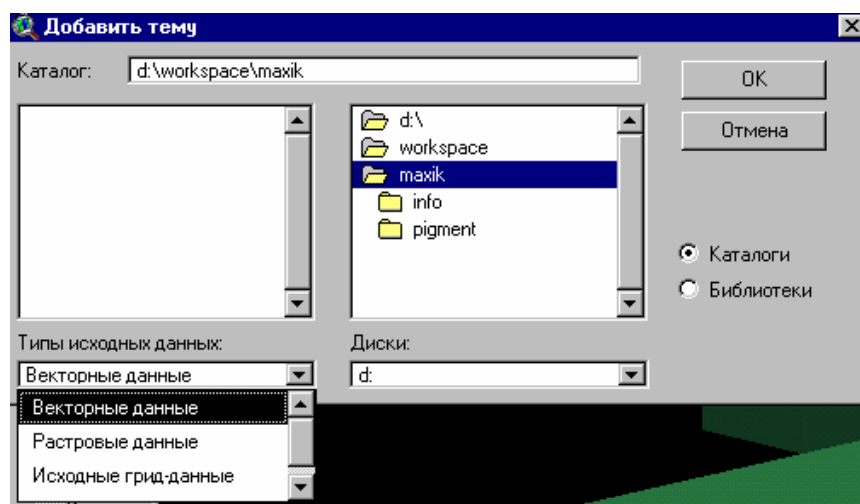 Добавить тему
Каталог: d:\workspace\maxik
OK
Отмена
d:\
workspace
maxik
info
pigment
Каталоги
Библиотеки
Типы исходных данных:
Диски:
Векторные данные
d:
Векторные данные
Растровые данные
Исходные грид-данные